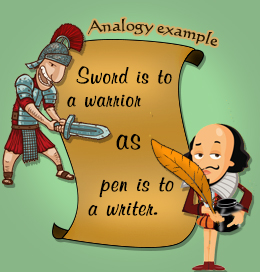 Analogy example
Sword is to
a warrior
as
pen is to
a writer.